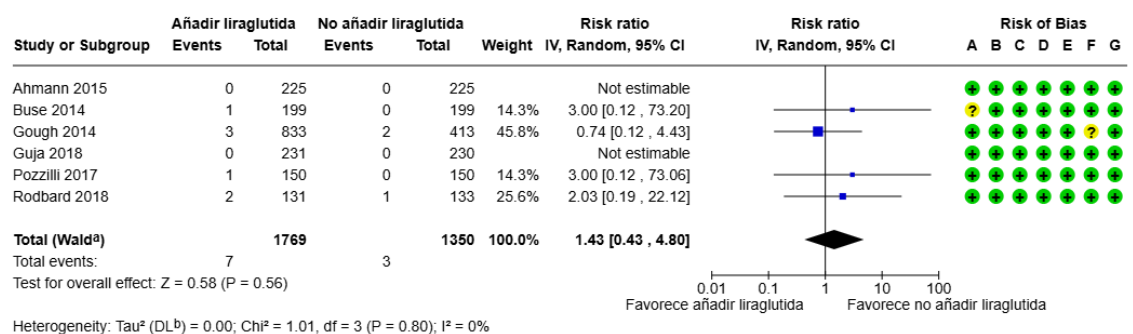 Añadir liraglutida No añadir liraglutida Risk ratio Risk ratio Risk of Bias
Study or Subgroup Events Total Events Total Weight IV, Random, 95% CI IV, Random, 95% CI A B C D E F G
Ahmann 2015 0 225 0 225 Not estimable + + + + + + +
Buse 2014 1 199 0 199 14.3% 3.00 [0.12 , 73.20] ? + + + + + +
Gough 2014 3 833 2 413 45.8% 0.74 [0.12 , 4.43] + + + + + ? +
Guja 2018 0 231 0 230 Not estimable + + + + + + +
Pozzilli 2017 1 150 0 150 14.3% 3.00 [0.12 , 73.06] + + + + + + +
Rodbard 2018 2 131 1 133 25.6% 2.03 [0.19 , 22.12] + + + + + + +
Total (Waldᵃ) 1769 1350 100.0% 1.43 [0.43 , 4.80]
Total events: 7 3
Test for overall effect: Z = 0.58 (P = 0.56)
0.01 0.1 1 10 100
Favorece añadir liraglutida Favorece no añadir liraglutida
Heterogeneity: Tau² (DLᵇ) = 0.00; Chi² = 1.01, df = 3 (P = 0.80); I² = 0%